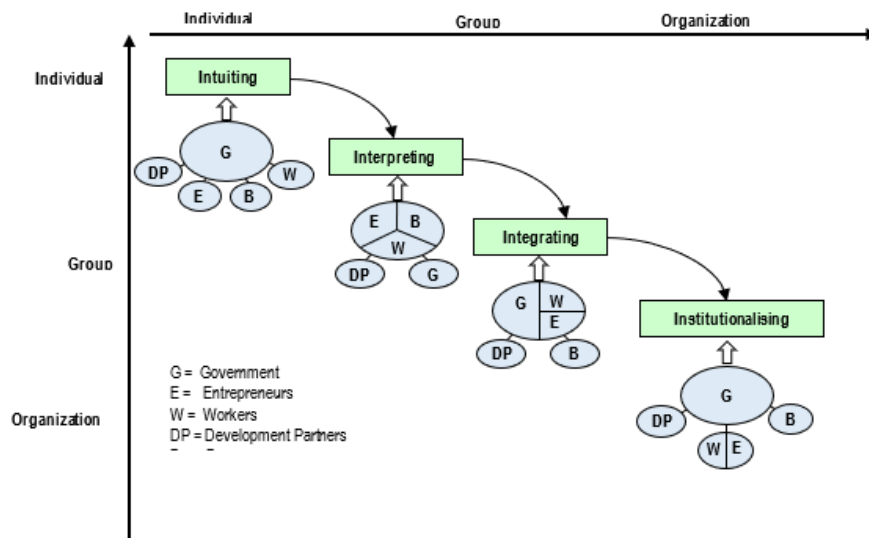 Individual
Group
Organization
Individual
Intuiting
G
DP
W
E
B
Interpreting
E
B
W
DP
G
Group
Integrating
G
W
E
DP
B
Institutionalising
G
DP
B
W
E
Organization
G = Government
E = Entrepreneurs
W = Workers
DP = Development Partners